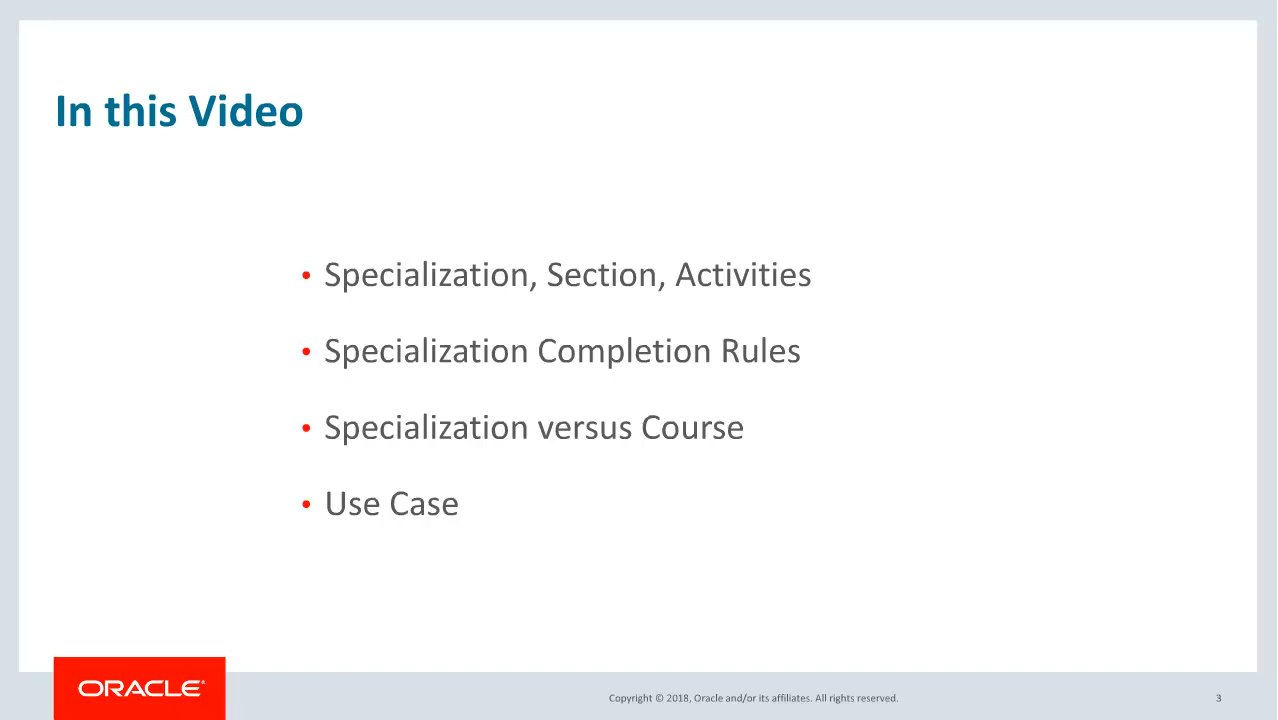 In this Video
• Specialization, Section, Activities
• Specialization Completion Rules
• Specialization versus Course
• Use Case
ORACLE®
Copyright © 2018, Oracle and/or its affiliates. All rights reserved.
3